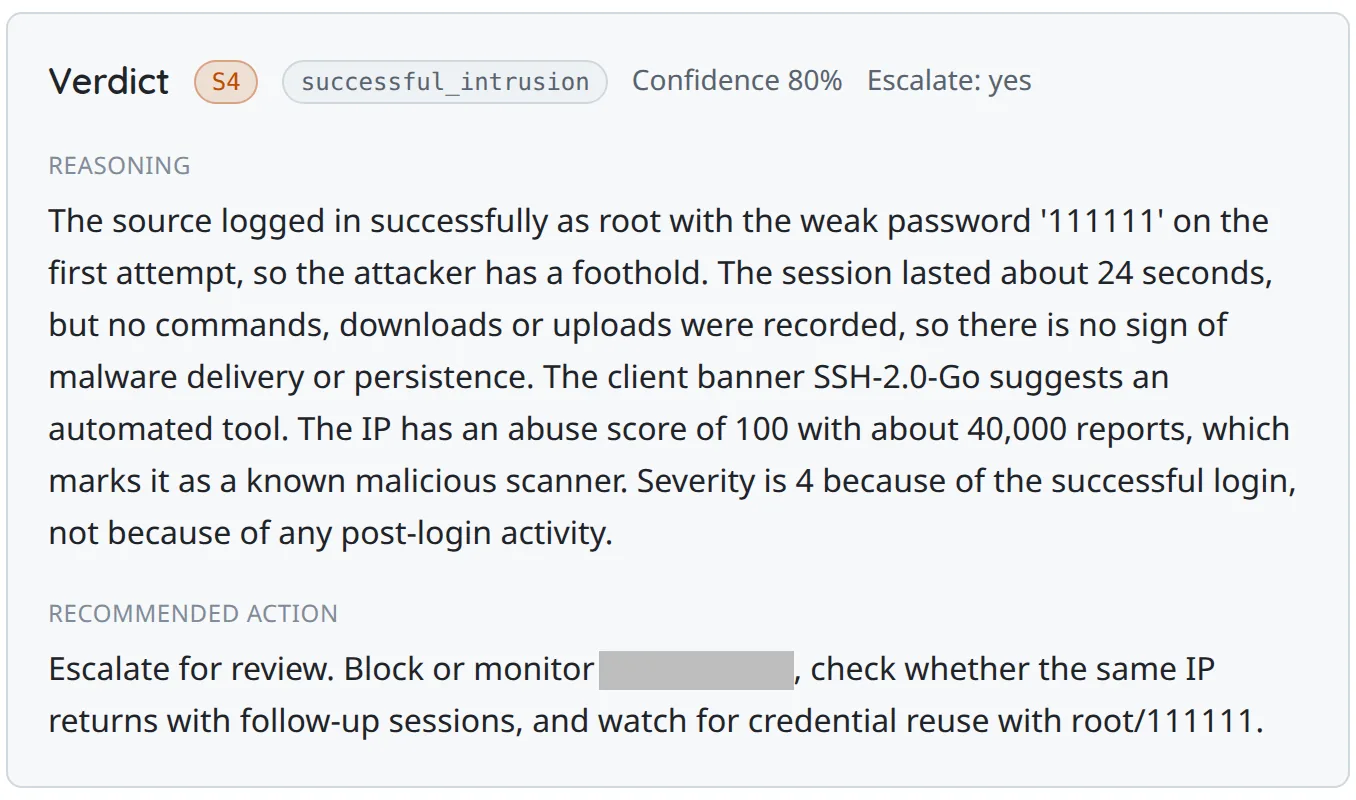 Verdict S4 successful_intrusion Confidence 80% Escalate: yes
REASONING
The source logged in successfully as root with the weak password '111111' on the
first attempt, so the attacker has a foothold. The session lasted about 24 seconds,
but no commands, downloads or uploads were recorded, so there is no sign of
malware delivery or persistence. The client banner SSH-2.0-Go suggests an
automated tool. The IP has an abuse score of 100 with about 40,000 reports, which
marks it as a known malicious scanner. Severity is 4 because of the successful login,
not because of any post-login activity.
RECOMMENDED ACTION
Escalate for review. Block or monitor , check whether the same IP
returns with follow-up sessions, and watch for credential reuse with root/111111.